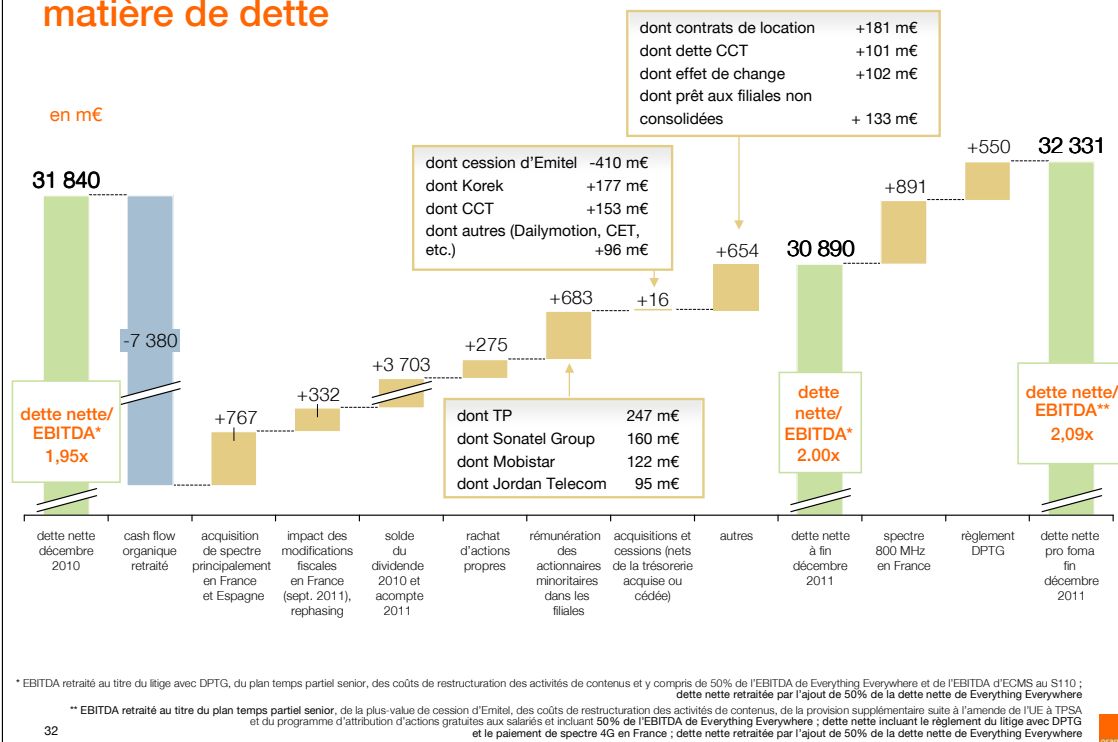 matière de dette
en m€
dont contrats de location +181 m€
dont dette CCT +101 m€
dont effet de change +102 m€
dont prêt aux filiales non
consolidées + 133 m€
dont cession d'Emitel -410 m€
dont Korek +177 m€
dont CCT +153 m€
dont autres (Dailymotion, CET,
etc.) +96 m€
31 840
-7 380
+767
+332
+3 703
+275
+683
+16
+654
30 890
+891
+550
32 331
dette nette/
EBITDA*
1,95x
dont TP 247 m€
dont Sonatel Group 160 m€
dont Mobistar 122 m€
dont Jordan Telecom 95 m€
dette
nette/
EBITDA*
2.00x
dette nette/
EBITDA**
2,09x
dette nette
décembre
2010
cash flow
organique
retraité
acquisition
de spectre
principalement
en France
et Espagne
impact des
modifications
fiscales
en France
(sept. 2011),
rephasing
solde
du
dividende
2010 et
acompte
2011
rachat
d'actions
propres
rémunération
des
actionnaires
minoritaires
dans les
filiales
acquisitions et
cessions (nets
de la trésorerie
acquise ou
cédée)
autres
dette nette
à fin
décembre
2011
spectre
800 MHz
en France
règlement
DPTG
dette nette
pro foma
fin
décembre
2011
* EBITDA retraité au titre du litige avec DPTG, du plan temps partiel senior, des coûts de restructuration des activités de contenus et y compris de 50% de l'EBITDA de Everything Everywhere et de l'EBITDA d'ECMS au S110 ;
dette nette retraitée par l'ajout de 50% de la dette nette de Everything Everywhere
** EBITDA retraité au titre du plan temps partiel senior, de la plus-value de cession d'Emitel, des coûts de restructuration des activités de contenus, de la provision supplémentaire suite à l'amende de l'UE à TPSA
et du programme d'attribution d'actions gratuites aux salariés et incluant 50% de l'EBITDA de Everything Everywhere ; dette nette incluant le règlement du litige avec DPTG
et le paiement de spectre 4G en France ; dette nette retraitée par l'ajout de 50% de la dette nette de Everything Everywhere
32